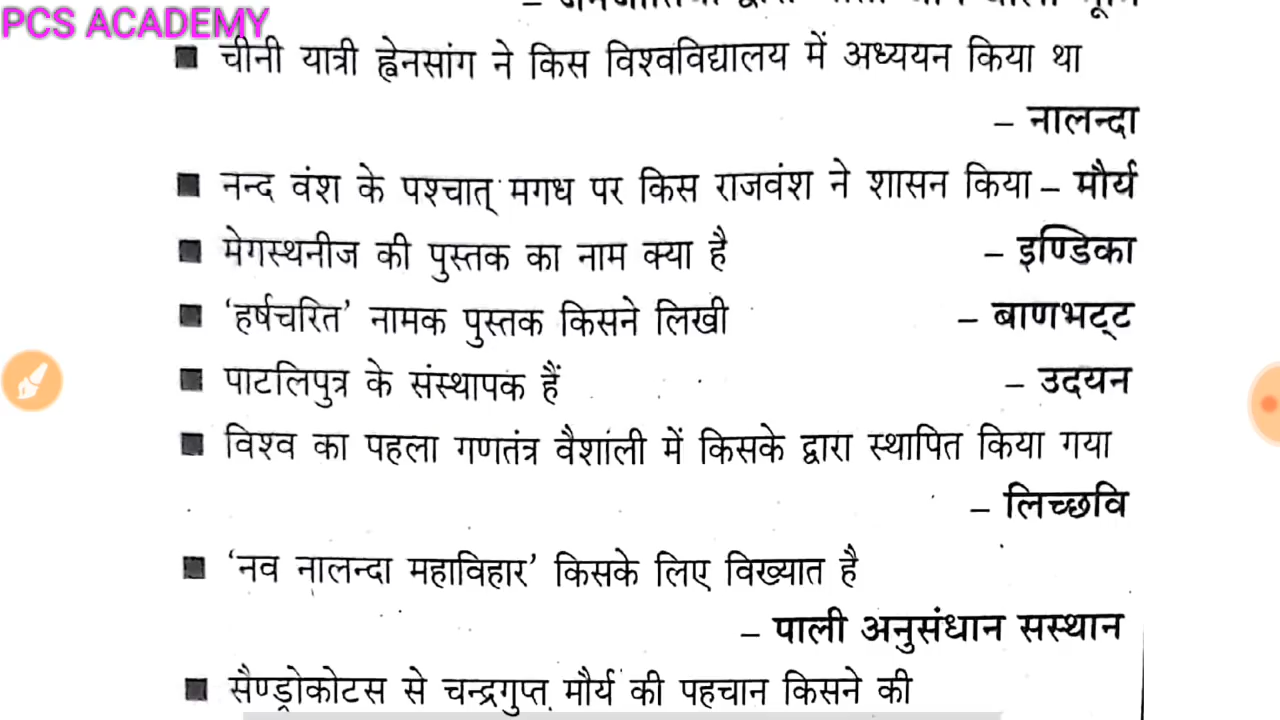 PCS ACADEMY
■ चीनी यात्री ह्वेनसांग ने किस विश्वविद्यालय में अध्ययन किया था
– नालन्दा
■ नन्द वंश के पश्चात् मगध पर किस राजवंश ने शासन किया – मौर्य
■ मेगस्थनीज की पुस्तक का नाम क्या है – इण्डिका
■ ‘हर्षचरित’ नामक पुस्तक किसने लिखी – बाणभट्ट
■ पाटलिपुत्र के संस्थापक हैं – उदयन
■ विश्व का पहला गणतंत्र वैशाली में किसके द्वारा स्थापित किया गया
– लिच्छवि
■ ‘नव नालन्दा महाविहार’ किसके लिए विख्यात है
– पाली अनुसंधान सस्थान
■ सैण्ड्रोकोटस से चन्द्रगुप्त मौर्य की पहचान किसने की